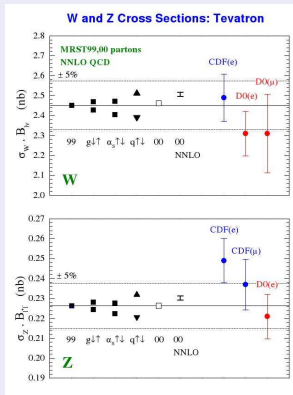 W and Z Cross Sections: Tevatron
2.8
2.7
2.6
2.5
2.4
2.3
2.2
2.1
2.0
σW . Blν (nb)
MRST99,00 partons
NNLO QCD
± 5%
CDF(e)
D0(e)
D0(μ)
99 g↓↑ αs↓↑ q↑↓ 00 00
NNLO
W
0.27
0.26
0.25
0.24
0.23
0.22
0.21
0.20
0.19
σZ . Bl+l- (nb)
± 5%
CDF(e)
CDF(μ)
D0(e)
99 g↓↑ αs↓↑ q↑↓ 00 00
NNLO
Z